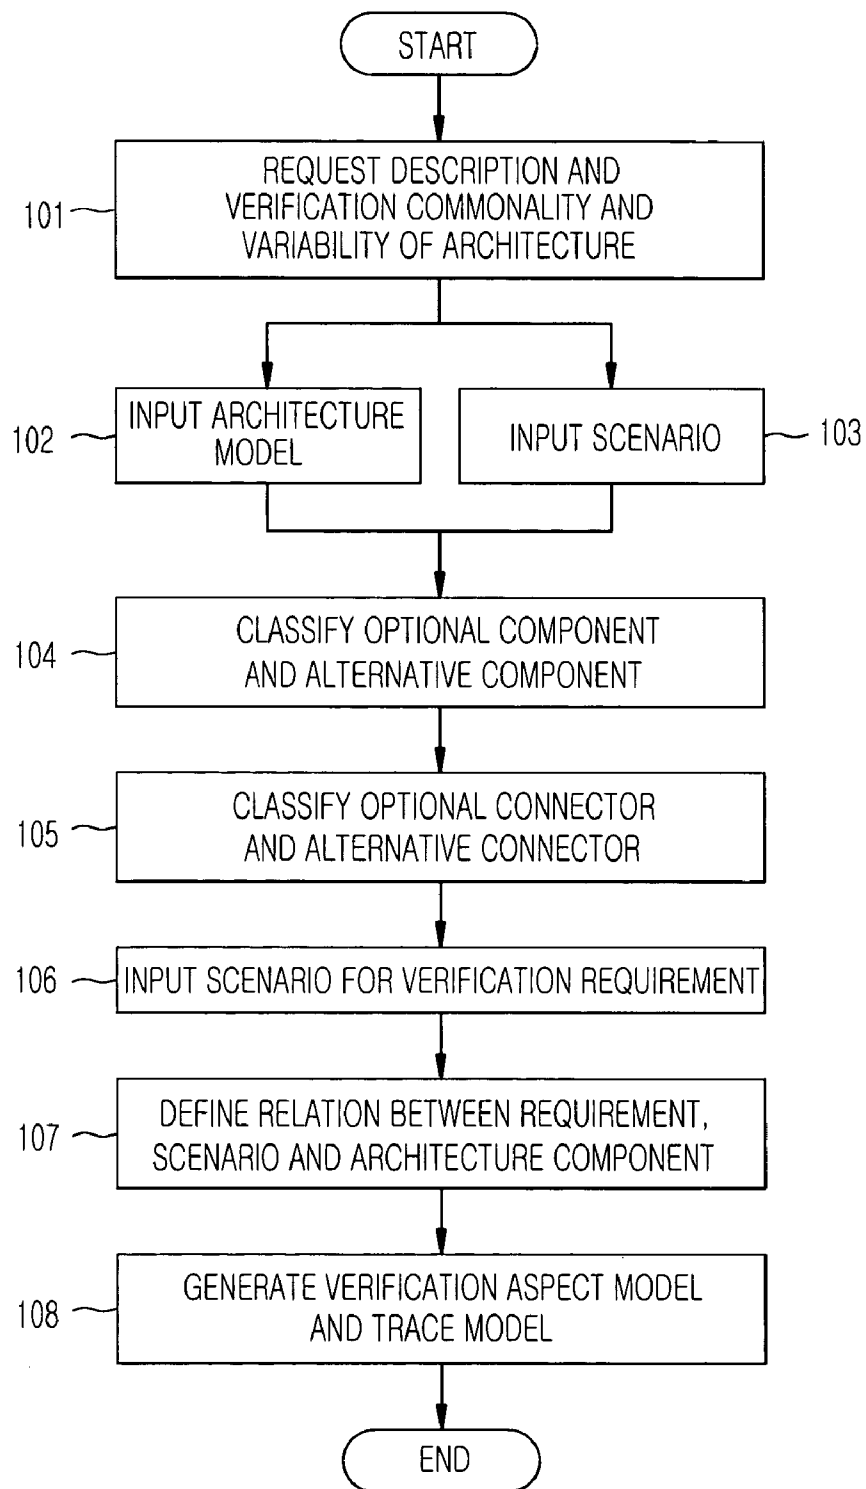 START
101
REQUEST DESCRIPTION AND
VERIFICATION COMMONALITY AND
VARIABILITY OF ARCHITECTURE
102
INPUT ARCHITECTURE
MODEL
INPUT SCENARIO
103
104
CLASSIFY OPTIONAL COMPONENT
AND ALTERNATIVE COMPONENT
105
CLASSIFY OPTIONAL CONNECTOR
AND ALTERNATIVE CONNECTOR
106
INPUT SCENARIO FOR VERIFICATION REQUIREMENT
107
DEFINE RELATION BETWEEN REQUIREMENT,
SCENARIO AND ARCHITECTURE COMPONENT
108
GENERATE VERIFICATION ASPECT MODEL
AND TRACE MODEL
END